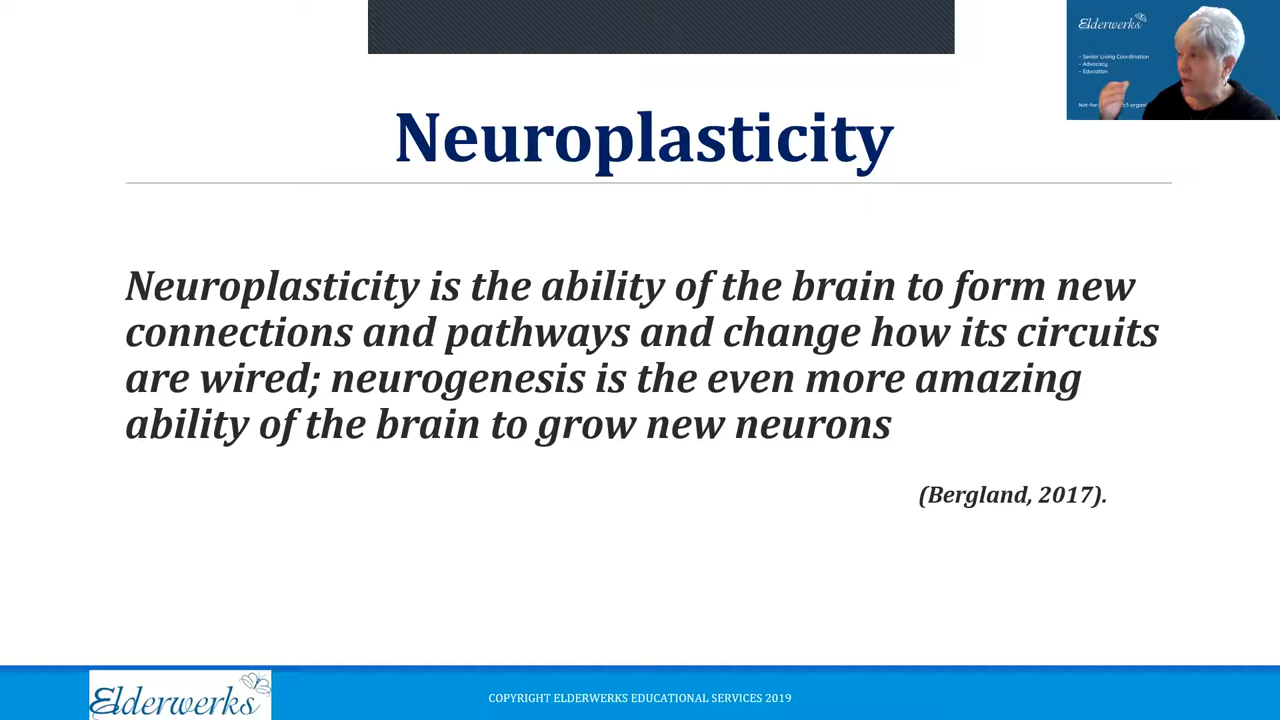 Elderwerks
- Senior Living Coordination
- Advocacy
- Education
Not-for
Neuroplasticity
Neuroplasticity is the ability of the brain to form new
connections and pathways and change how its circuits
are wired; neurogenesis is the even more amazing
ability of the brain to grow new neurons
(Bergland, 2017).
Elderwerks
COPYRIGHT ELDERWERKS EDUCATIONAL SERVICES 2019